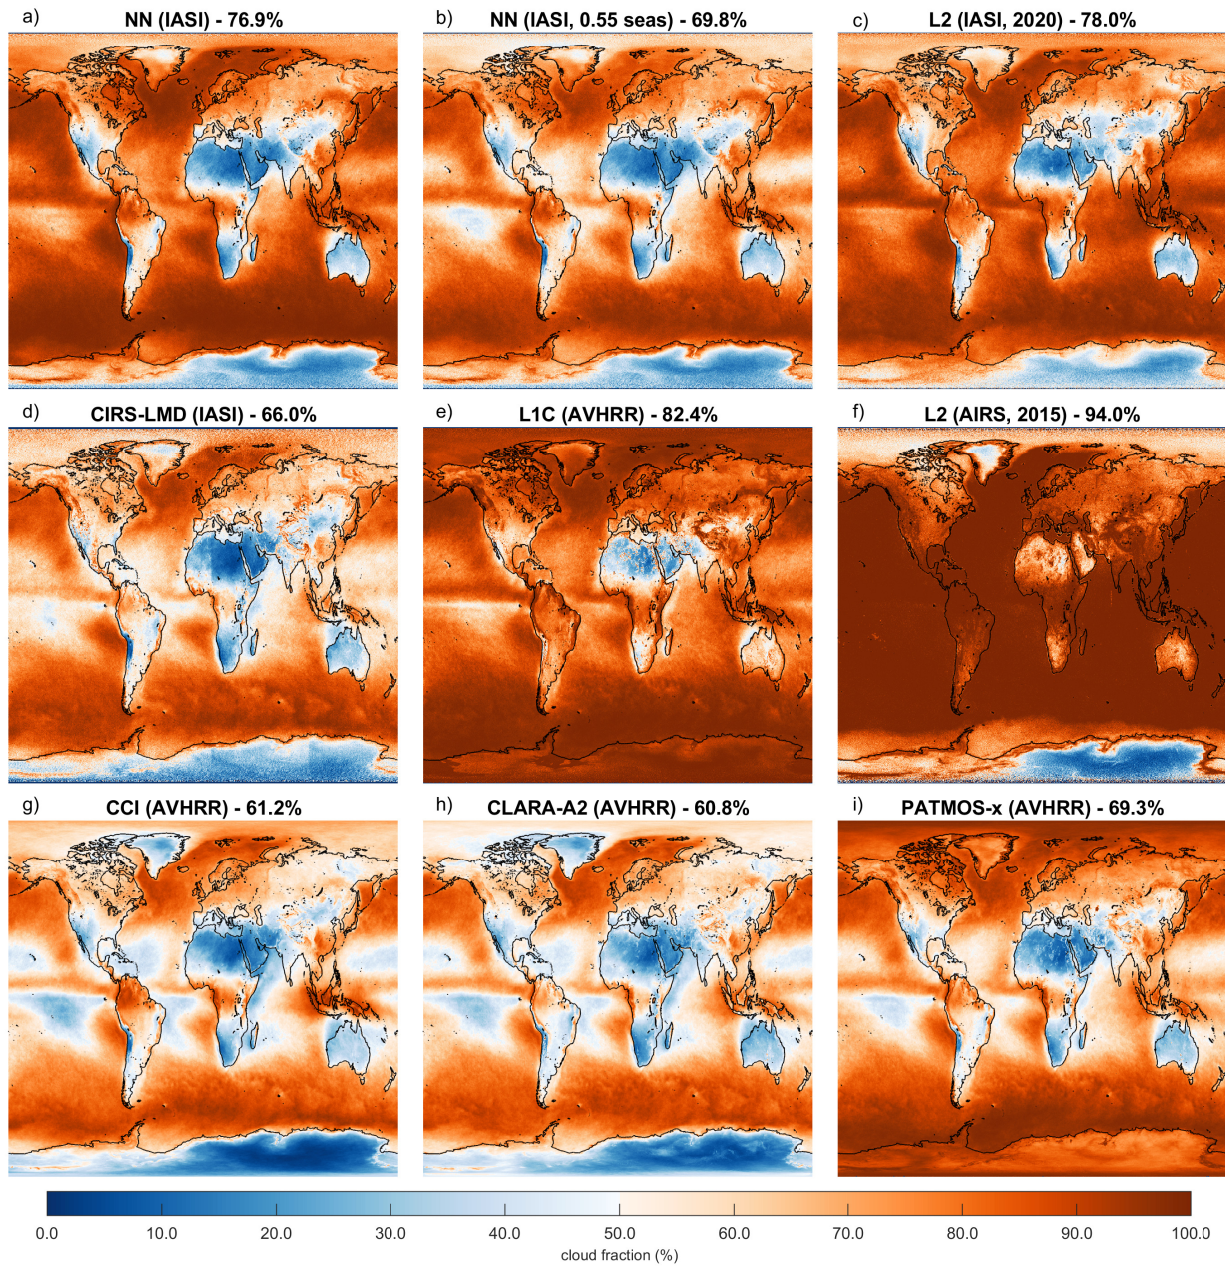 a) NN (IASI) - 76.9%
b) NN (IASI, 0.55 seas) - 69.8%
c) L2 (IASI, 2020) - 78.0%
d) CIRS-LMD (IASI) - 66.0%
e) L1C (AVHRR) - 82.4%
f) L2 (AIRS, 2015) - 94.0%
g) CCI (AVHRR) - 61.2%
h) CLARA-A2 (AVHRR) - 60.8%
i) PATMOS-x (AVHRR) - 69.3%
0.0 10.0 20.0 30.0 40.0 50.0 60.0 70.0 80.0 90.0 100.0
cloud fraction (%)